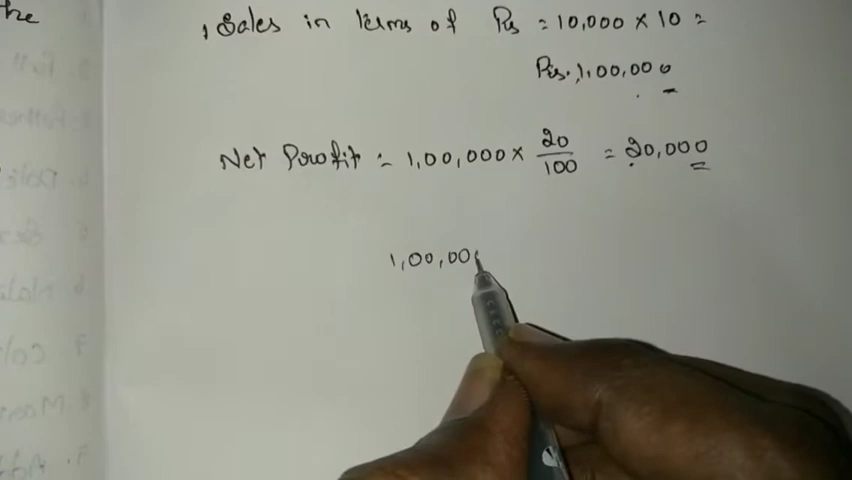 the
, Sales in terms of Rs = 10,000 × 10 =
Rs. 1,00,000
Net Profit = 1,00,000 × 20/100 = 20,000
1,00,000